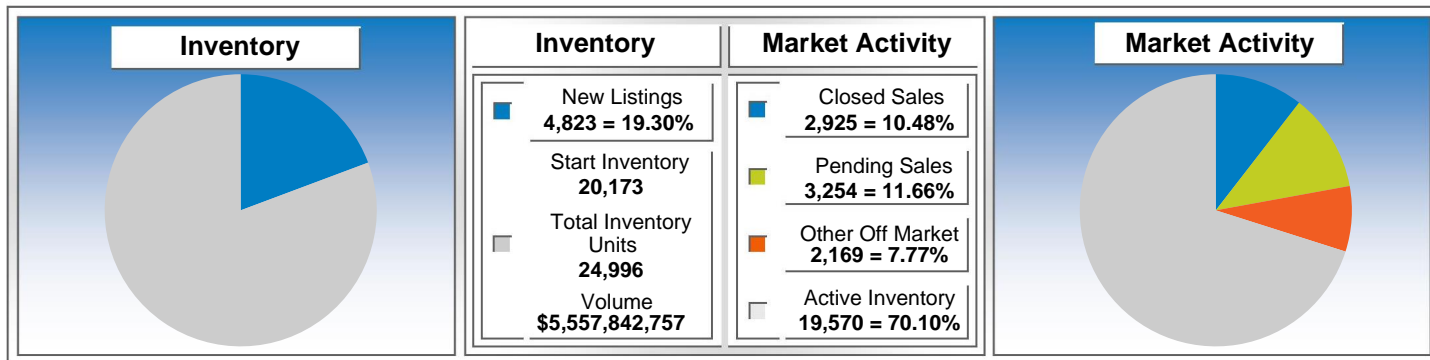 Inventory
Inventory
New Listings
4,823 = 19.30%
Start Inventory
20,173
Total Inventory
Units
24,996
Volume
$5,557,842,757
Market Activity
Closed Sales
2,925 = 10.48%
Pending Sales
3,254 = 11.66%
Other Off Market
2,169 = 7.77%
Active Inventory
19,570 = 70.10%
Market Activity